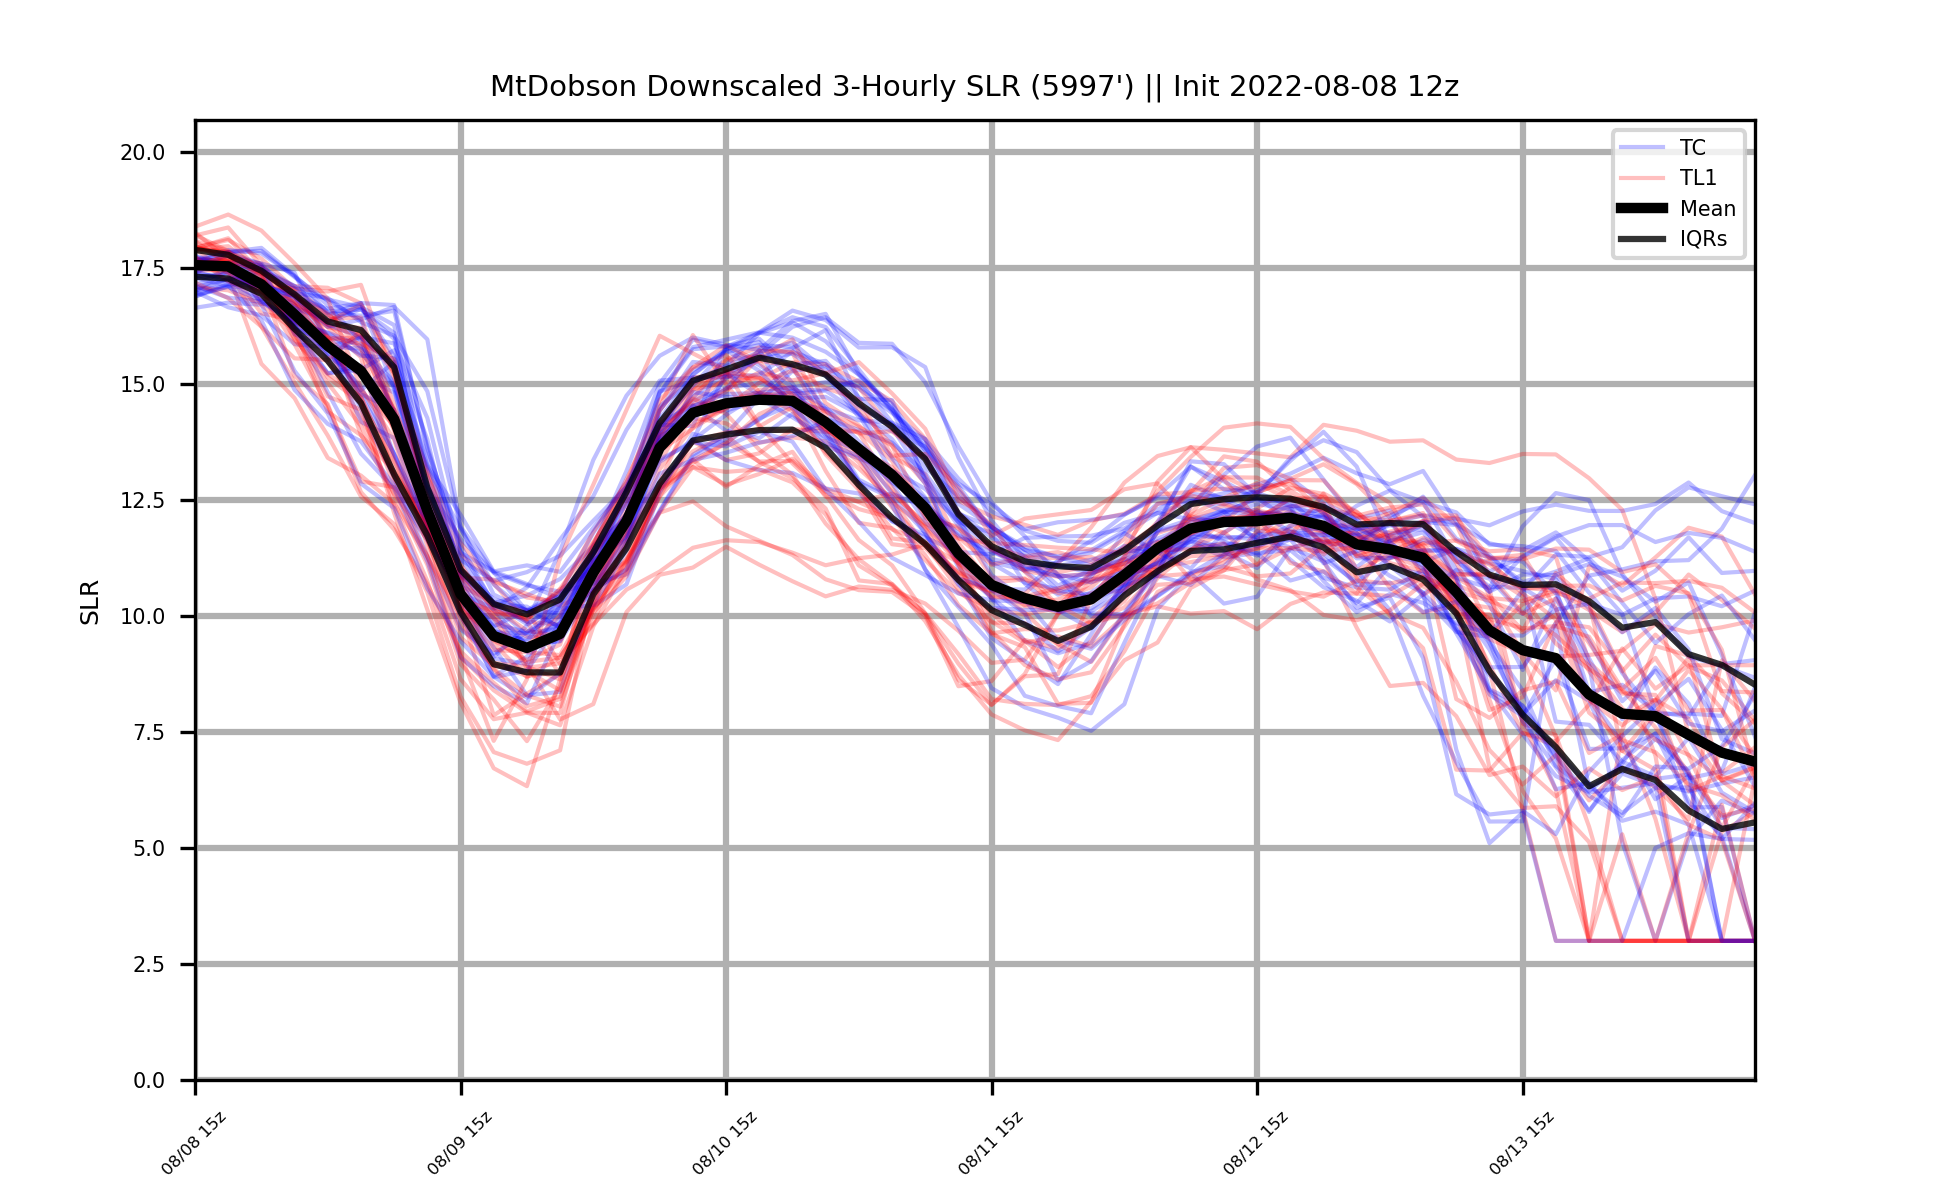 MtDobson Downscaled 3-Hourly SLR (5997') || Init 2022-08-08 12z
TC
TL1
Mean
IQRs
20.0
17.5
15.0
12.5
10.0
7.5
5.0
2.5
0.0
SLR
08/08 15z
08/09 15z
08/10 15z
08/11 15z
08/12 15z
08/13 15z